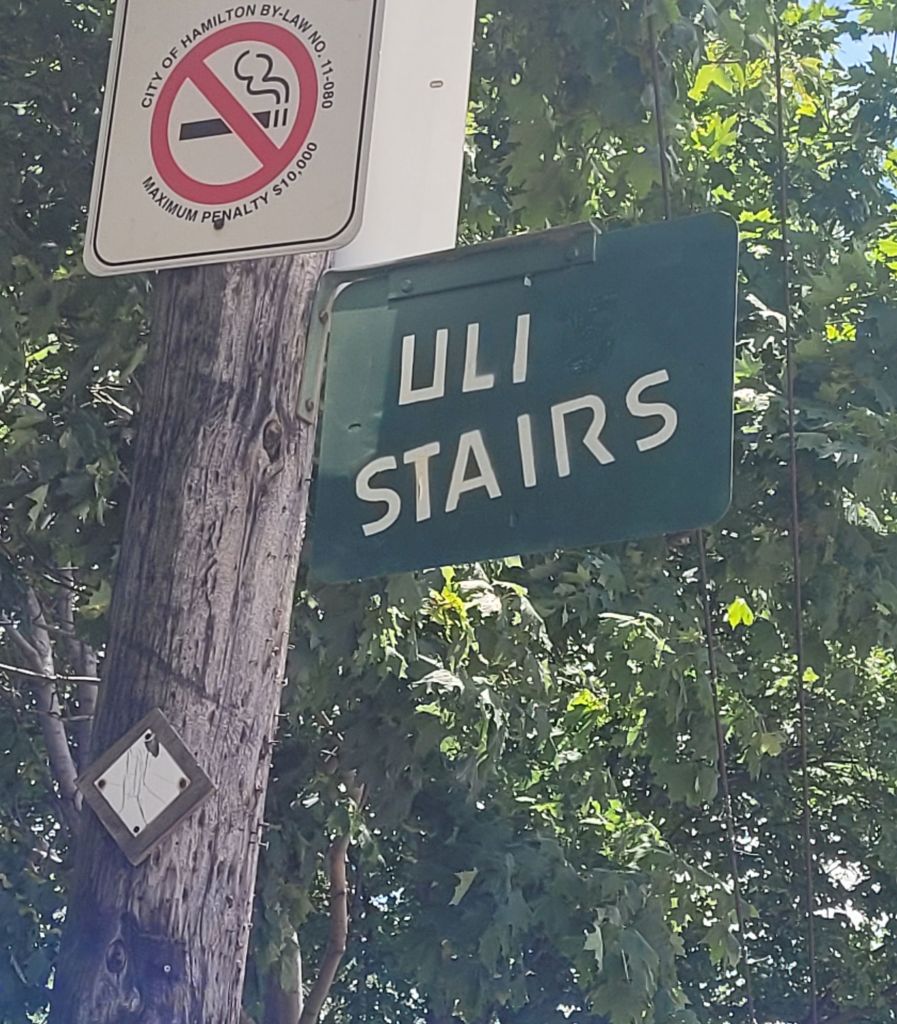 CITY OF HAMILTON BY-LAW NO. 11-080
MAXIMUM PENALTY $10,000
ULI
STAIRS